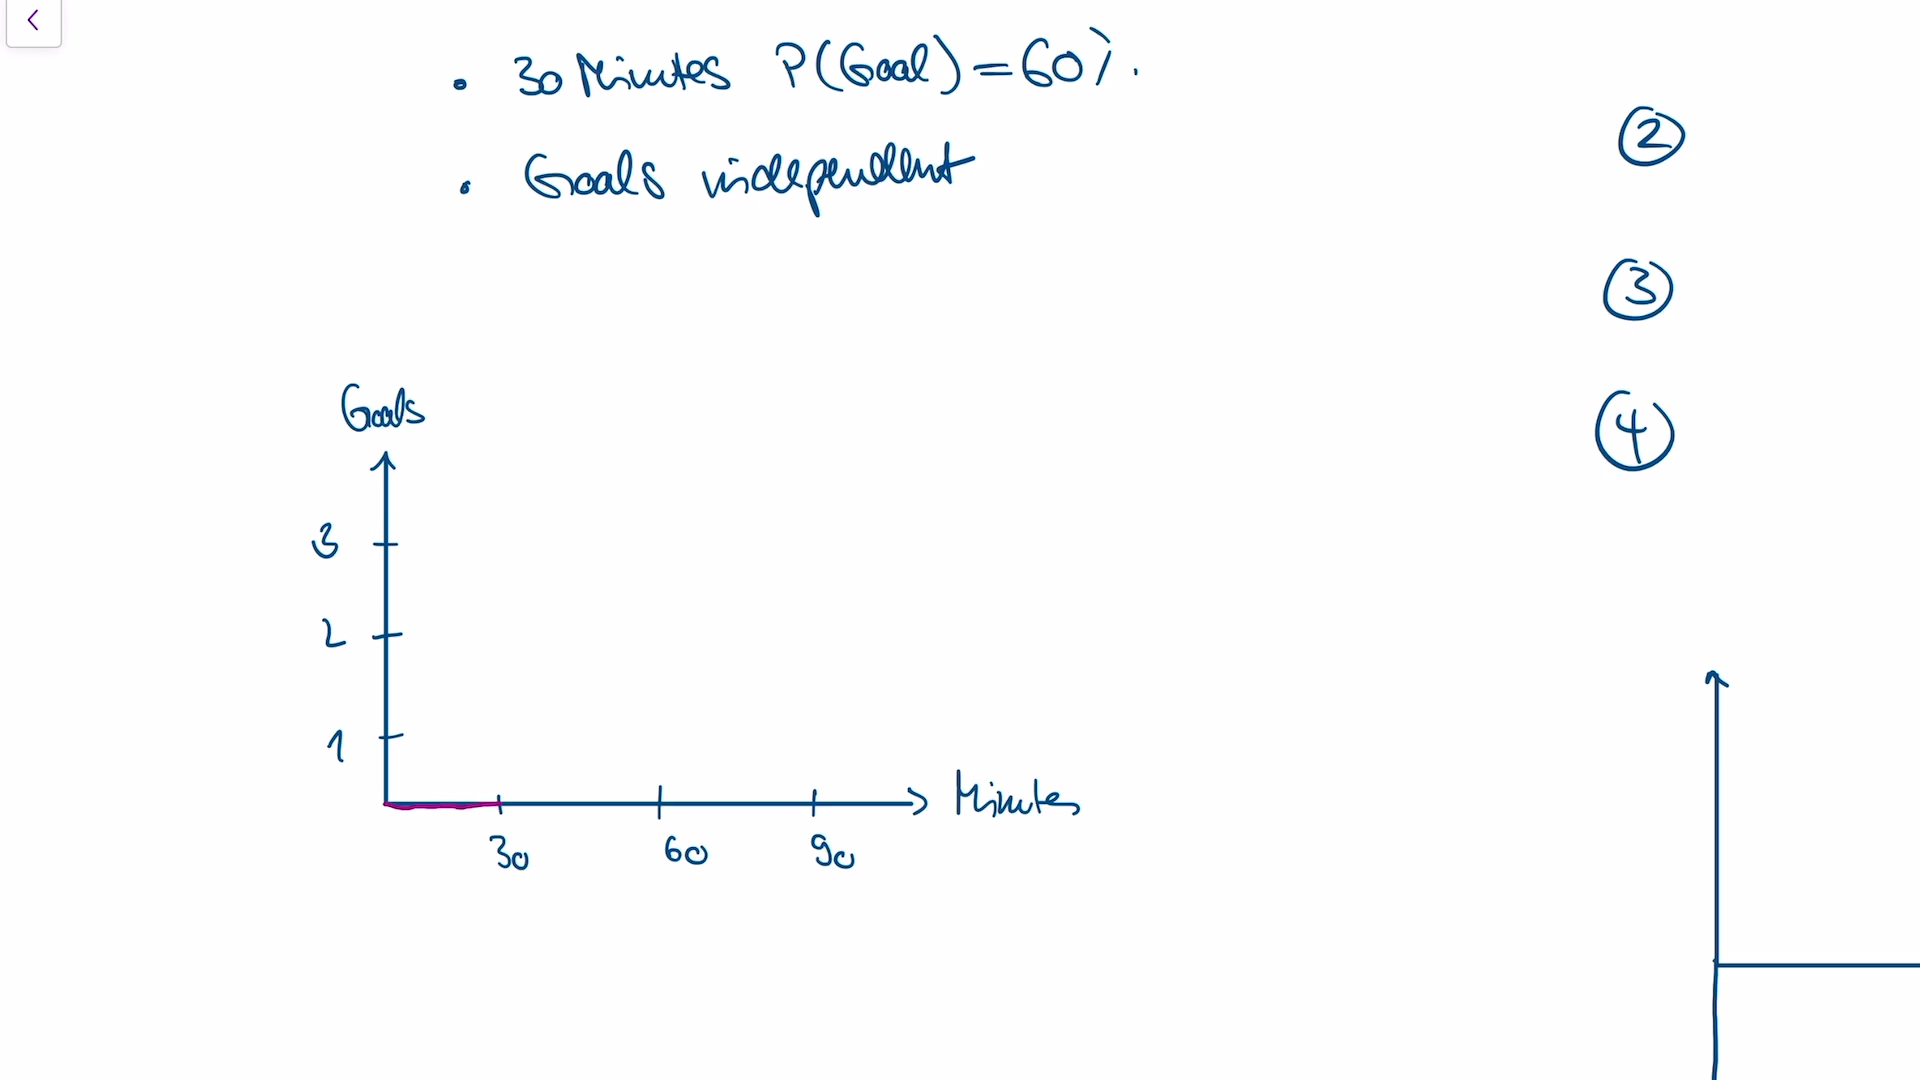 • 30 Minutes P(Goal) = 60%.
• Goals independent
2
3
4
Goals
3
2
1
Minutes
30 60 90